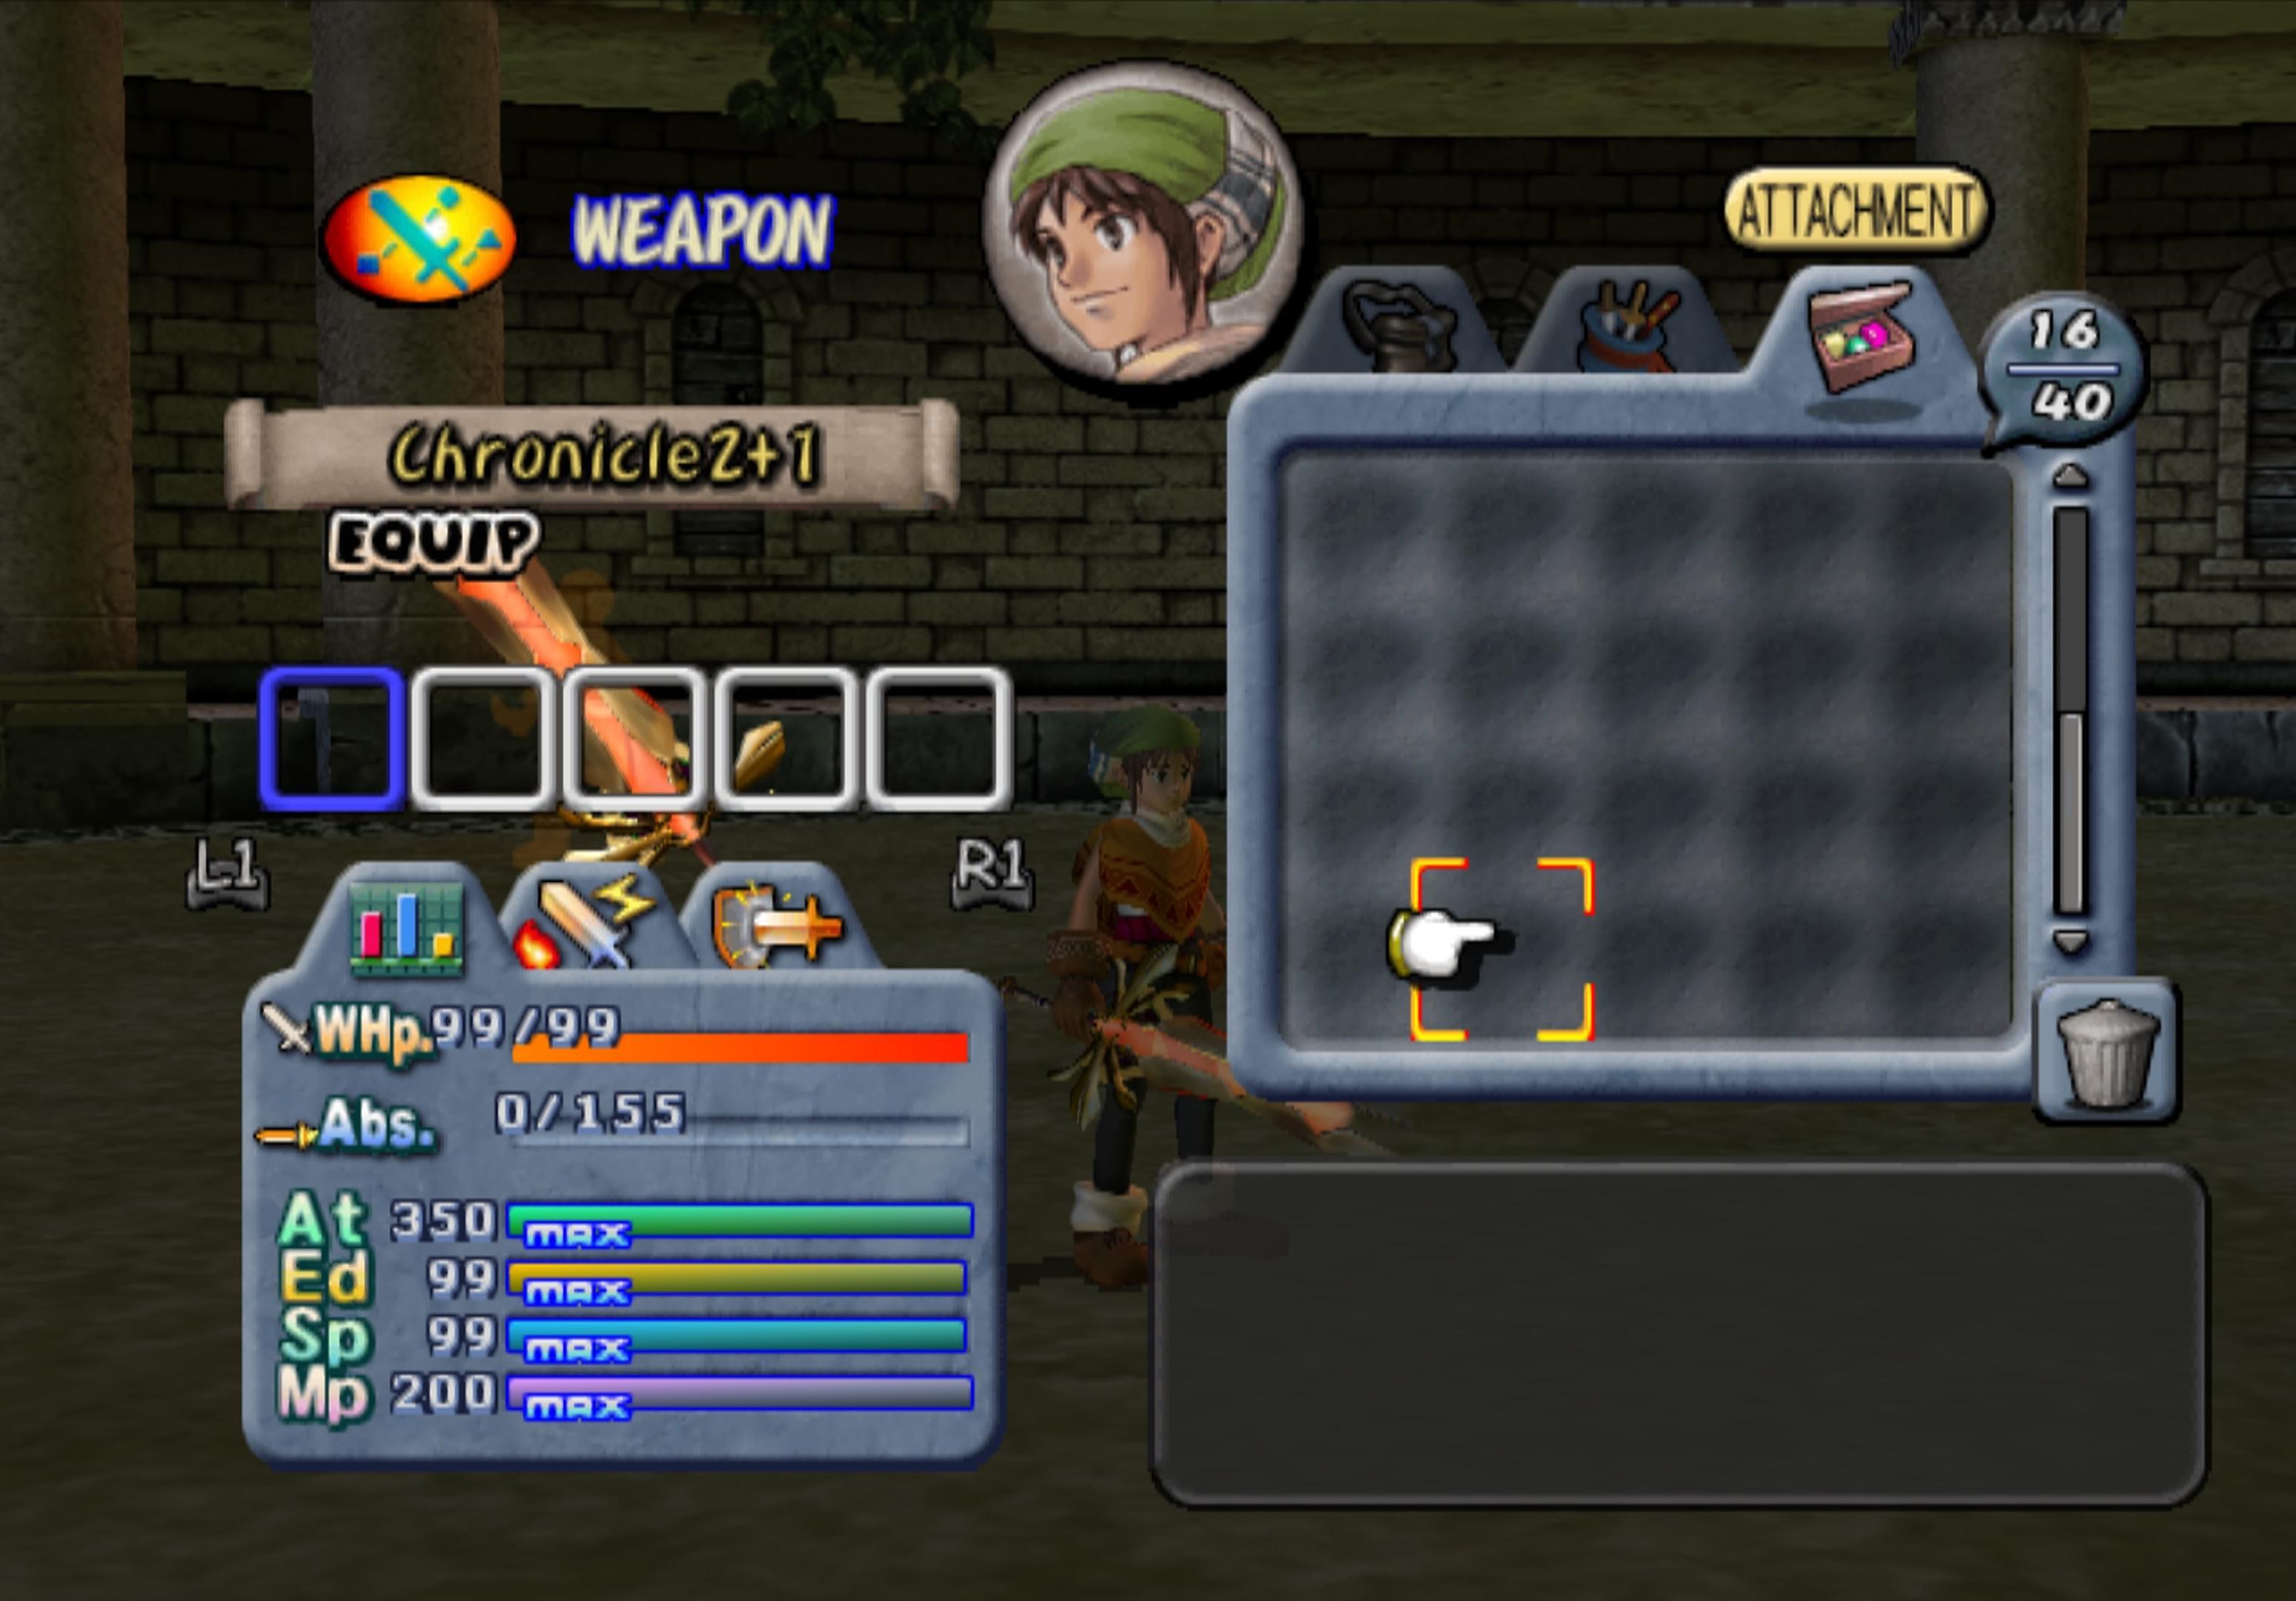 WEAPON
ATTACHMENT
16
40
Chronicle2+1
EQUIP
L1
R1
WHp. 99/99
Abs. 0/155
At 350 max
Ed 99 max
Sp 99 max
Mp 200 max